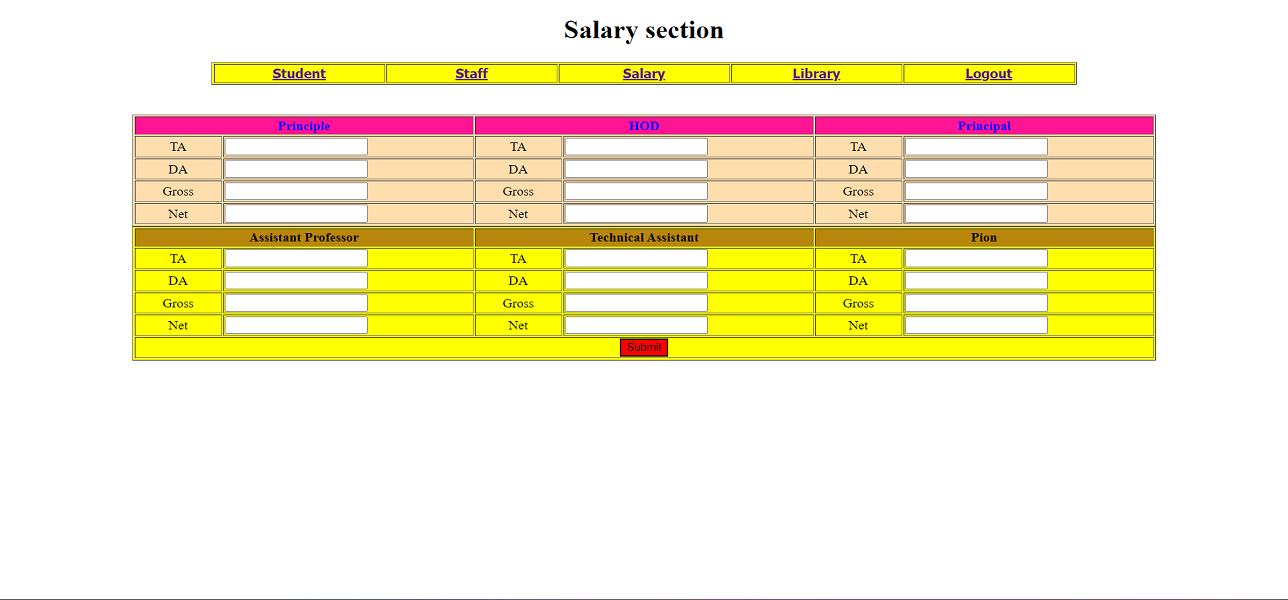 Salary section
Student Staff Salary Library Logout
Principle HOD Principal
TA TA TA
DA DA DA
Gross Gross Gross
Net Net Net
Assistant Professor Technical Assistant Pion
TA TA TA
DA DA DA
Gross Gross Gross
Net Net Net
Submit